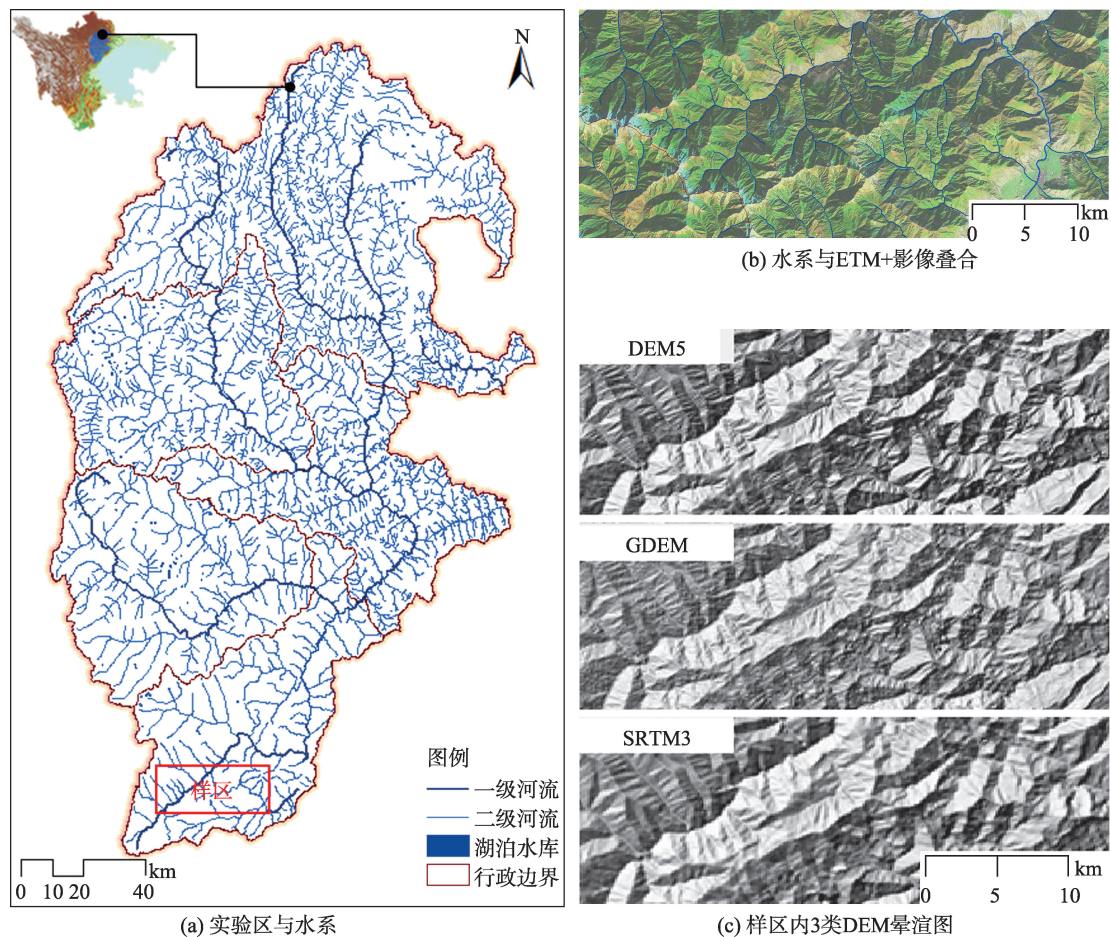 N
样区
图例
一级河流
二级河流
湖泊水库
行政边界
km
0 10 20 40
(a) 实验区与水系
km
0 5 10
(b) 水系与ETM+影像叠合
DEM5
GDEM
SRTM3
km
0 5 10
(c) 样区内3类DEM晕渲图